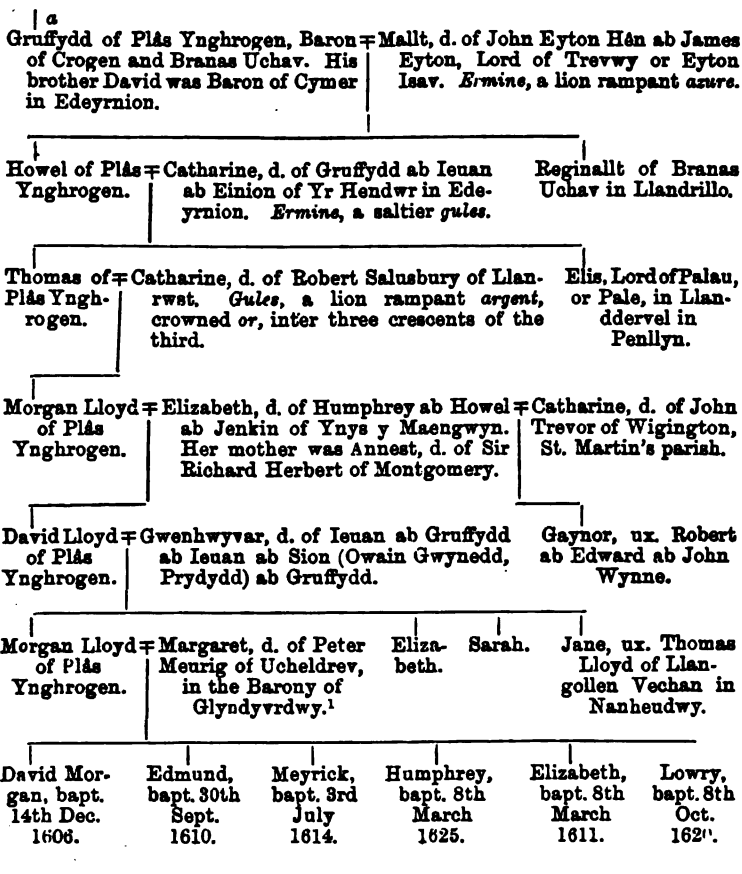 a
Gruffydd of Plâs Ynghrogen, Baron
of Crogen and Branas Uchav. His
brother David was Baron of Cymer
in Edeyrnion.
Mallt, d. of John Eyton Hên ab James
Eyton, Lord of Trevwy or Eyton
Isav. Ermine, a lion rampant azure.
Howel of Plâs
Ynghrogen.
Catharine, d. of Gruffydd ab Ieuan
ab Einion of Yr Hendwr in Ede-
yrnion. Ermine, a saltier gules.
Reginallt of Branas
Uchav in Llandrillo.
Thomas of
Plâs Yngh-
rogen.
Catharine, d. of Robert Salusbury of Llan-
rwst. Gules, a lion rampant argent,
crowned or, inter three crescents of the
third.
Elis, Lord of Palau,
or Pale, in Llan-
ddervel in
Penllyn.
Morgan Lloyd
of Plâs
Ynghrogen.
Elizabeth, d. of Humphrey ab Howel
ab Jenkin of Ynys y Maengwyn.
Her mother was Annest, d. of Sir
Richard Herbert of Montgomery.
Catharine, d. of John
Trevor of Wigington,
St. Martin's parish.
David Lloyd
of Plâs
Ynghrogen.
Gwenhwyvar, d. of Ieuan ab Gruffydd
ab Ieuan ab Sion (Owain Gwynedd,
Prydydd) ab Gruffydd.
Gaynor, ux. Robert
ab Edward ab John
Wynne.
Morgan Lloyd
of Plâs
Ynghrogen.
Margaret, d. of Peter
Meurig of Ucheldrev,
in the Barony of
Glyndyvrdwy.¹
Eliza-
beth.
Sarah.
Jane, ux. Thomas
Lloyd of Llan-
gollen Vechan in
Nanheudwy.
David Mor-
gan, bapt.
14th Dec.
1606.
Edmund,
bapt. 30th
Sept.
1610.
Meyrick,
bapt. 3rd
July
1614.
Humphrey,
bapt. 8th
March
1625.
Elizabeth,
bapt. 8th
March
1611.
Lowry,
bapt. 8th
Oct.